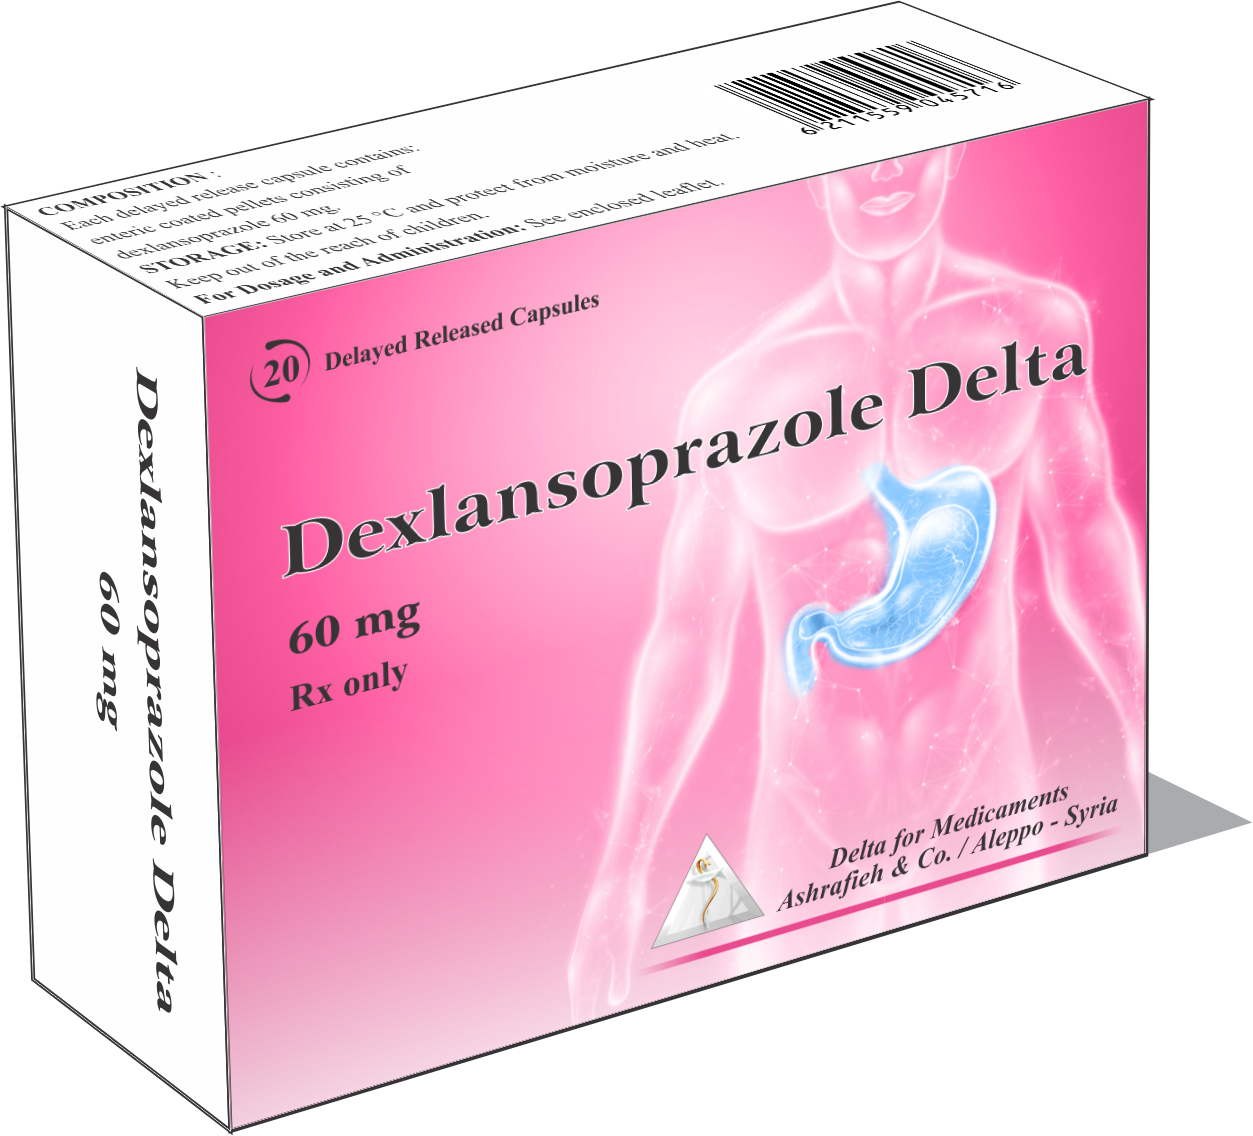 COMPOSITION :
Each delayed release capsule contains:
enteric coated pellets consisting of
dexlansoprazole 60 mg.
STORAGE: Store at 25 °C and protect from moisture and heat.
Keep out of the reach of children.
For Dosage and Administration: See enclosed leaflet.
6 211559 045716
20 Delayed Released Capsules
Dexlansoprazole Delta
60 mg
Rx only
Delta for Medicaments
Ashrafieh & Co. / Aleppo - Syria
Dexlansoprazole Delta
60 mg